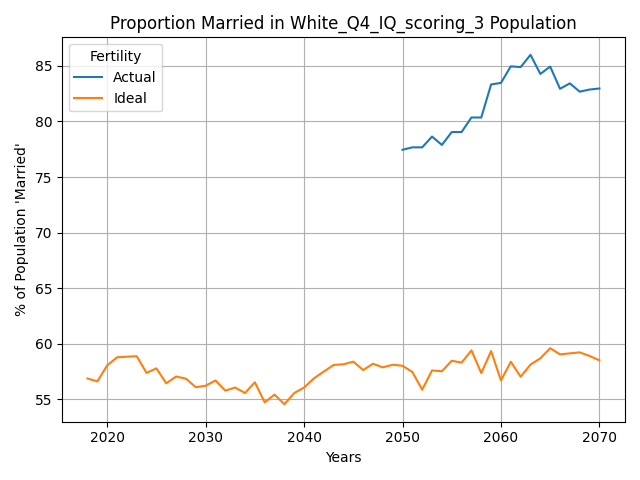 Proportion Married in White_Q4_IQ_scoring_3 Population
Fertility
Actual
Ideal
% of Population 'Married'
85
80
75
70
65
60
55
2020 2030 2040 2050 2060 2070
Years